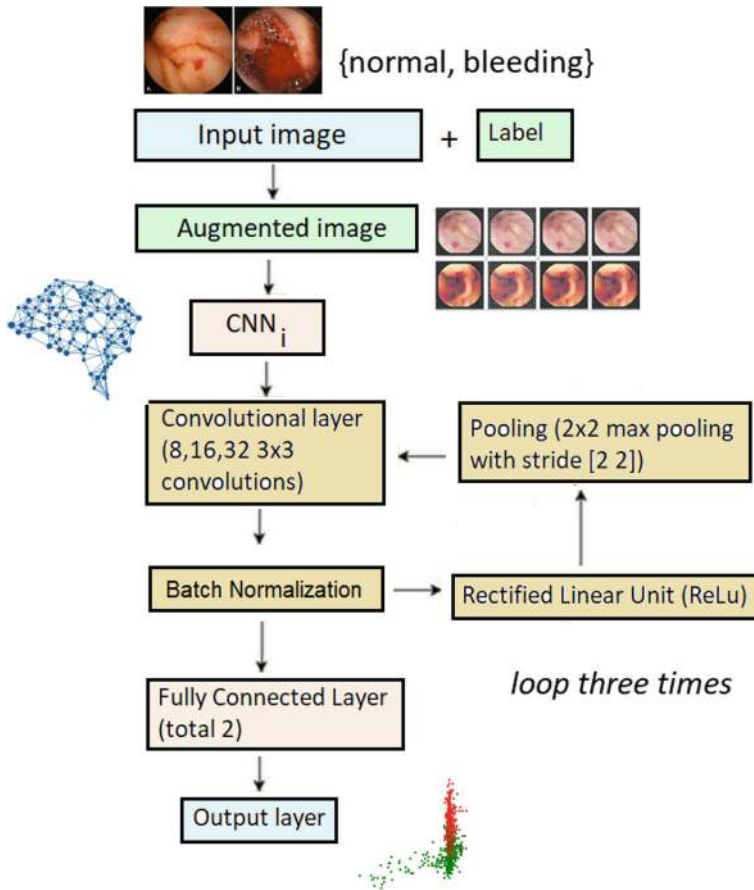 A B
{normal, bleeding}
Input image + Label
Augmented image
CNN i
Convolutional layer
(8,16,32 3x3
convolutions)
Pooling (2x2 max pooling
with stride [2 2])
Batch Normalization
Rectified Linear Unit (ReLu)
Fully Connected Layer
(total 2)
loop three times
Output layer